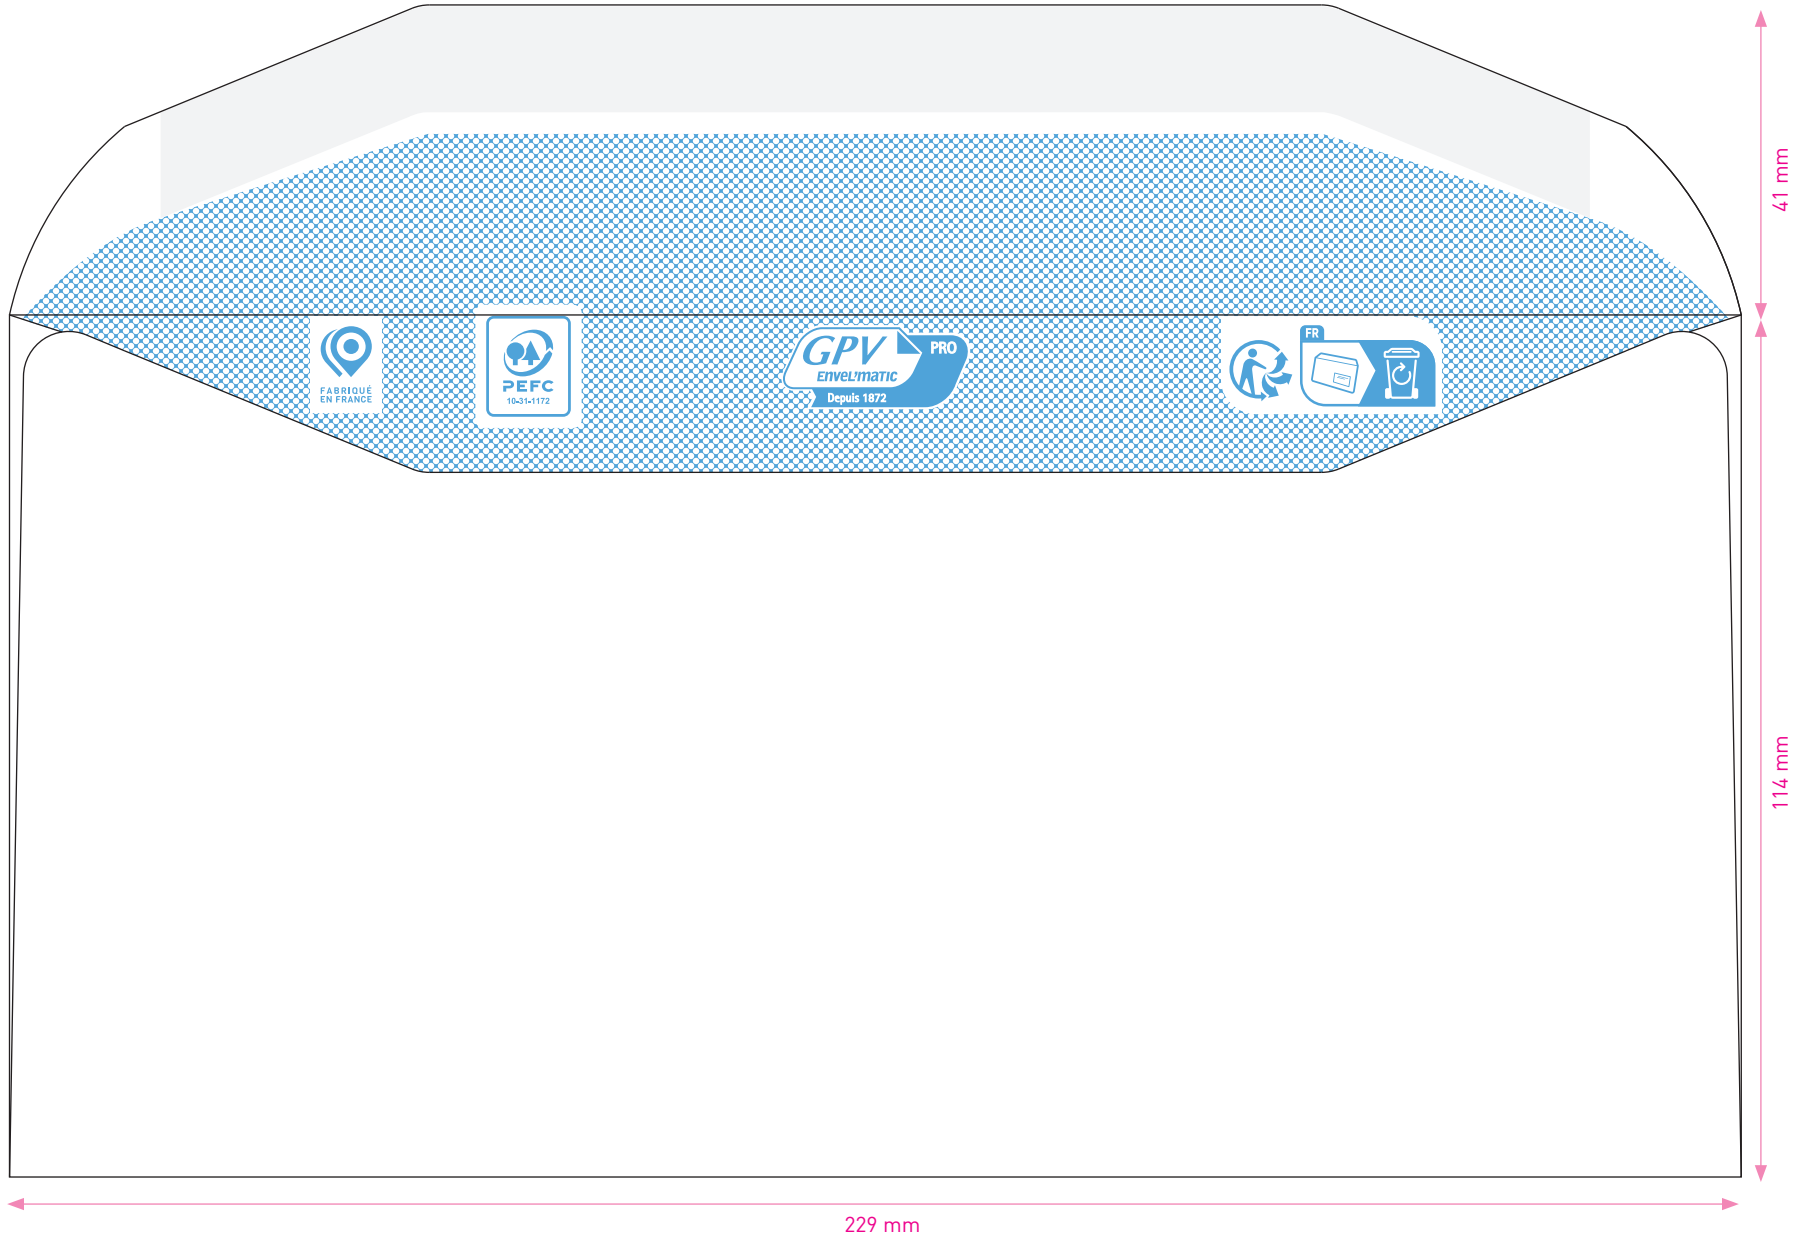 41 mm
FABRIQUÉ
EN FRANCE
PEFC
10-31-1172
GPV
ENVEL'MATIC
PRO
Depuis 1872
FR
114 mm
229 mm